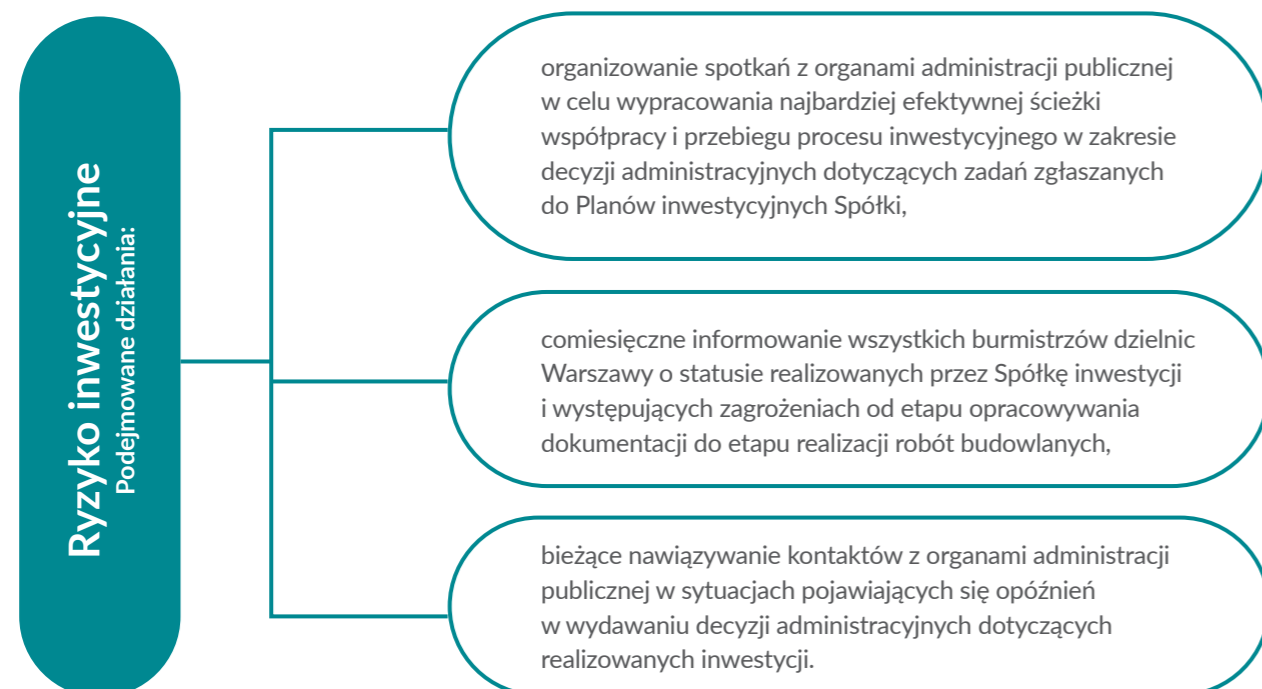 Ryzyko inwestycyjne
Podejmowane działania:
organizowanie spotkań z organami administracji publicznej
w celu wypracowania najbardziej efektywnej ścieżki
współpracy i przebiegu procesu inwestycyjnego w zakresie
decyzji administracyjnych dotyczących zadań zgłaszanych
do Planów inwestycyjnych Spółki,
comiesięczne informowanie wszystkich burmistrzów dzielnic
Warszawy o statusie realizowanych przez Spółkę inwestycji
i występujących zagrożeniach od etapu opracowywania
dokumentacji do etapu realizacji robót budowlanych,
bieżące nawiązywanie kontaktów z organami administracji
publicznej w sytuacjach pojawiających się opóźnień
w wydawaniu decyzji administracyjnych dotyczących
realizowanych inwestycji.